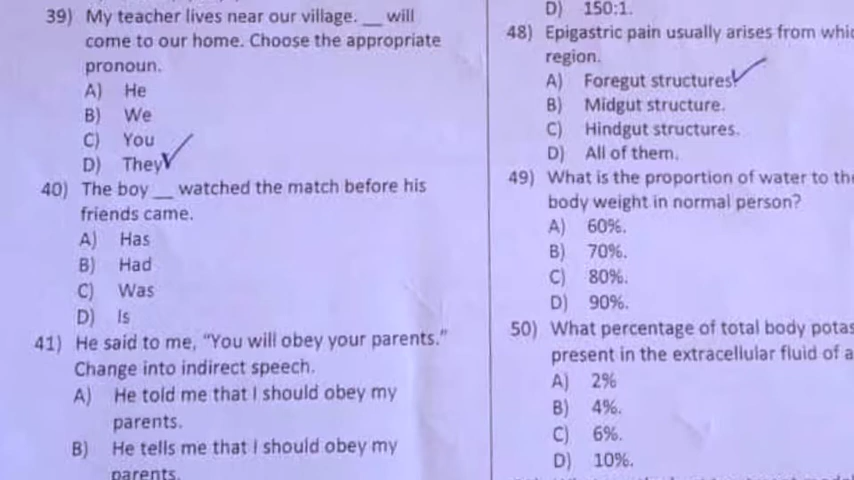 39) My teacher lives near our village. __ will
come to our home. Choose the appropriate
pronoun.
A) He
B) We
C) You
D) They
40) The boy __ watched the match before his
friends came.
A) Has
B) Had
C) Was
D) Is
41) He said to me, "You will obey your parents."
Change into indirect speech.
A) He told me that I should obey my
parents.
B) He tells me that I should obey my
parents.
D) 150:1.
48) Epigastric pain usually arises from
region.
A) Foregut structures.
B) Midgut structure.
C) Hindgut structures.
D) All of them.
49) What is the proportion of water to
body weight in normal person?
A) 60%.
B) 70%.
C) 80%.
D) 90%.
50) What percentage of total body
present in the extracellular fluid of
A) 2%
B) 4%.
C) 6%.
D) 10%.